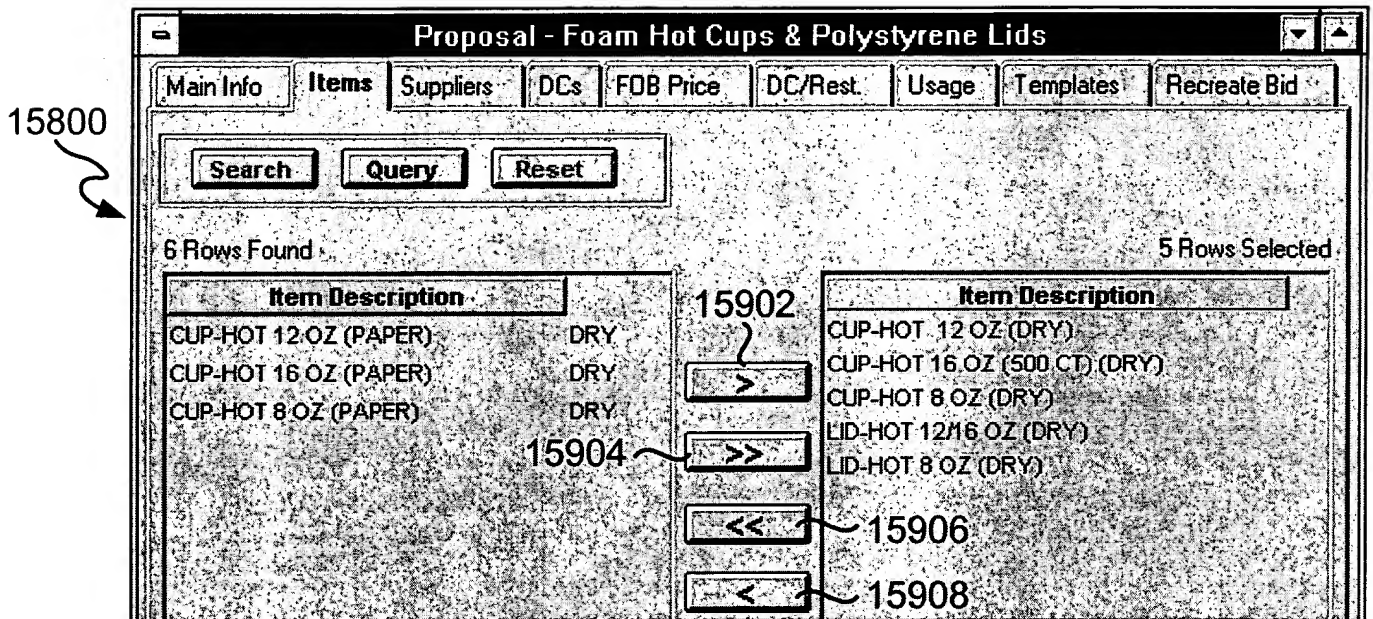 Proposal - Foam Hot Cups & Polystyrene Lids
Main Info Items Suppliers DCs FOB Price DC/Rest. Usage Templates Recreate Bid
15800
Search Query Reset
6 Rows Found 5 Rows Selected
Item Description 15902 Item Description
CUP-HOT 12 OZ (PAPER) DRY CUP-HOT 12 OZ (DRY)
CUP-HOT 16 OZ (PAPER) DRY > CUP-HOT 16 OZ (500 CT) (DRY)
CUP-HOT 8 OZ (PAPER) DRY CUP-HOT 8 OZ (DRY)
15904 >> LID-HOT 12/16 OZ (DRY)
LID-HOT 8 OZ (DRY)
<< 15906
< 15908